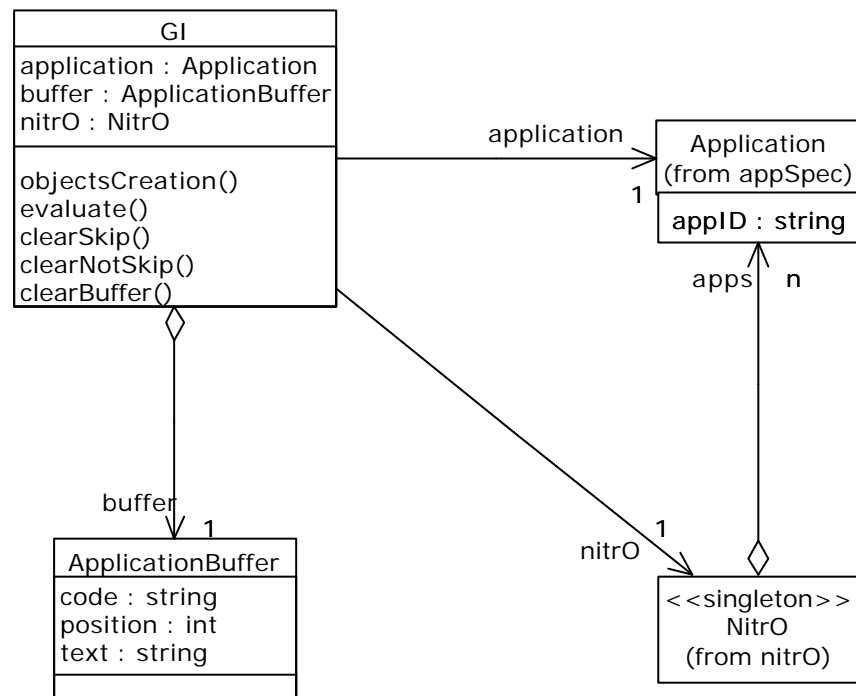 GI
application : Application
buffer : ApplicationBuffer
nitrO : NitrO
objectsCreation()
evaluate()
clearSkip()
clearNotSkip()
clearBuffer()
application
1
Application
(from appSpec)
appID : string
apps
n
buffer
1
nitrO
1
ApplicationBuffer
code : string
position : int
text : string
<<singleton>>
NitrO
(from nitrO)